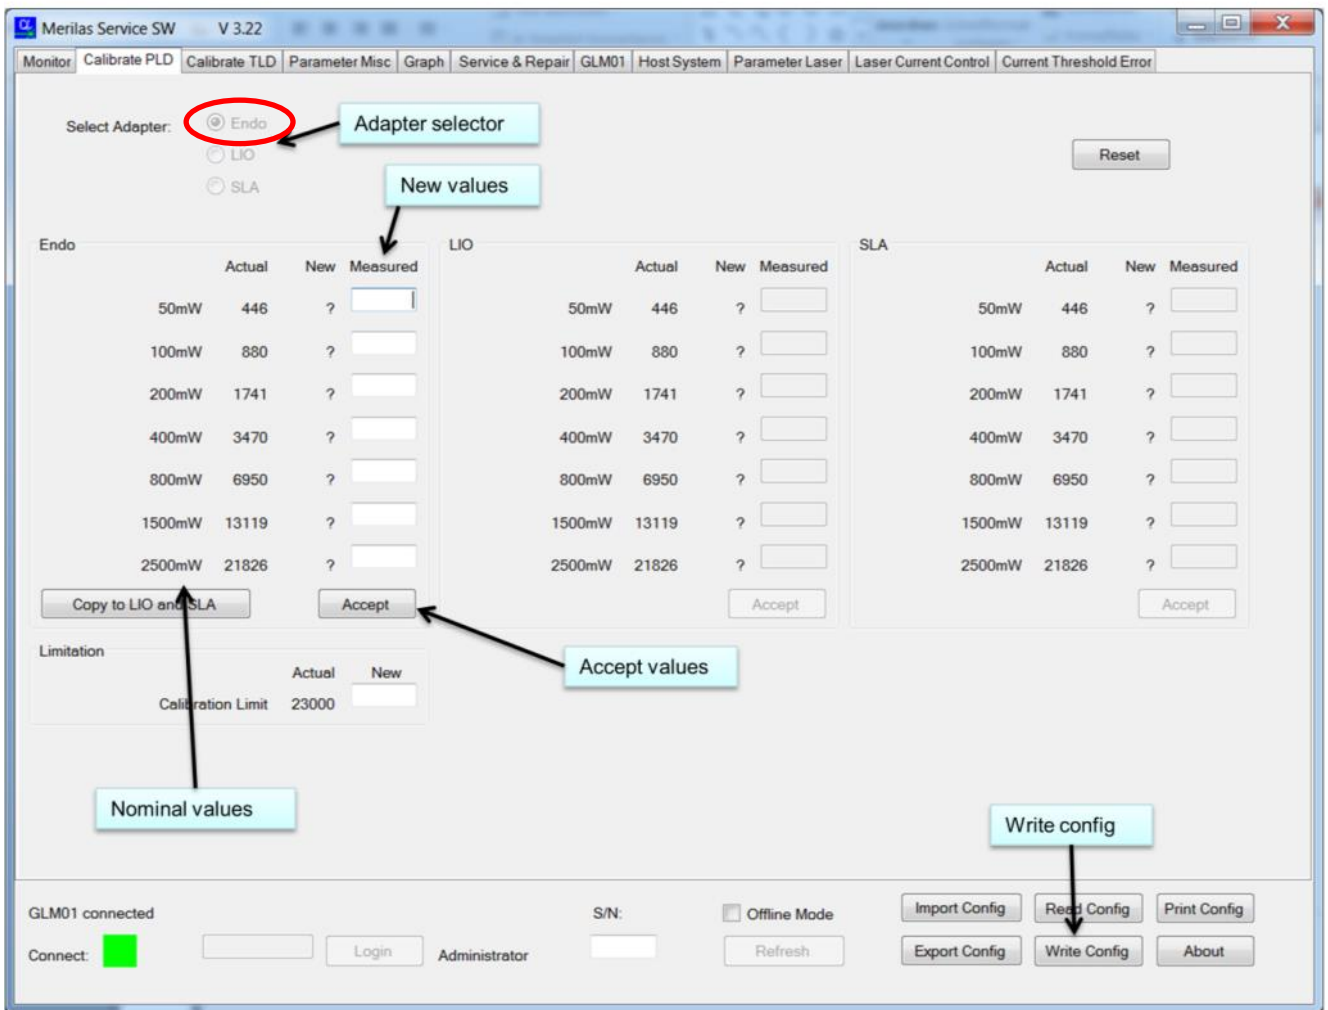 Merilas Service SW V 3.22
Monitor Calibrate PLD Calibrate TLD Parameter Misc Graph Service & Repair GLM01 Host System Parameter Laser Laser Current Control Current Threshold Error
Select Adapter: Endo
LIO
SLA
Adapter selector
Reset
New values
Endo
Actual New Measured
50mW 446 ?
100mW 880 ?
200mW 1741 ?
400mW 3470 ?
800mW 6950 ?
1500mW 13119 ?
2500mW 21826 ?
Copy to LIO and SLA Accept
LIO
Actual New Measured
50mW 446 ?
100mW 880 ?
200mW 1741 ?
400mW 3470 ?
800mW 6950 ?
1500mW 13119 ?
2500mW 21826 ?
Accept
SLA
Actual New Measured
50mW 446 ?
100mW 880 ?
200mW 1741 ?
400mW 3470 ?
800mW 6950 ?
1500mW 13119 ?
2500mW 21826 ?
Accept
Accept values
Limitation
Actual New
Calibration Limit 23000
Nominal values
Write config
GLM01 connected S/N: Offline Mode Import Config Read Config Print Config
Connect: Login Administrator Refresh Export Config Write Config About